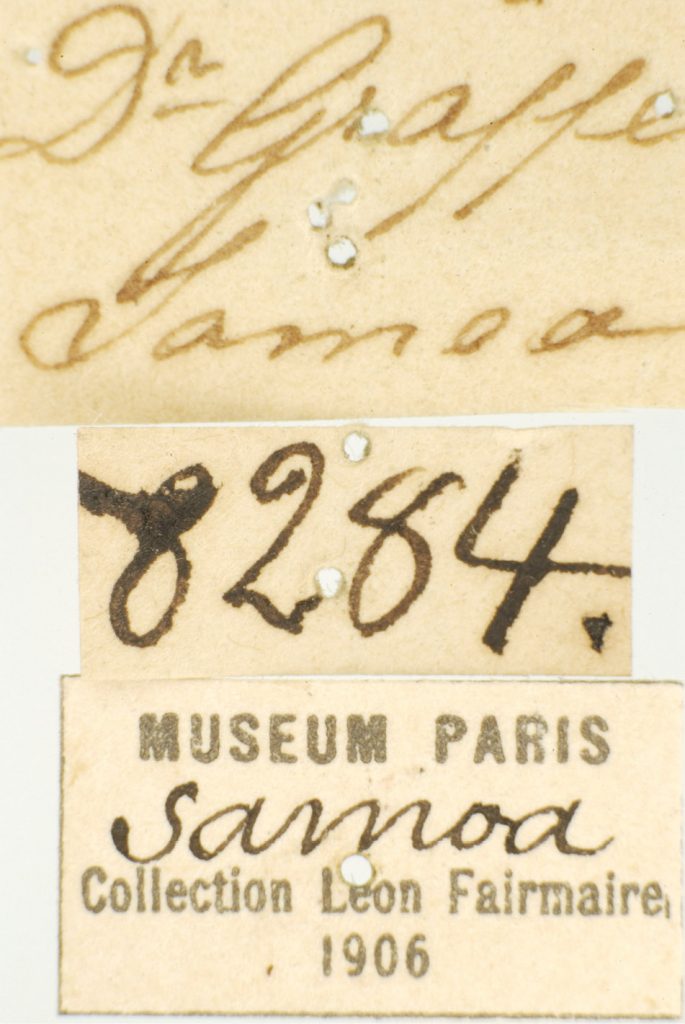 Dr Graffe
Samoa
8284.
MUSEUM PARIS
Samoa
Collection Léon Fairmaire
1906